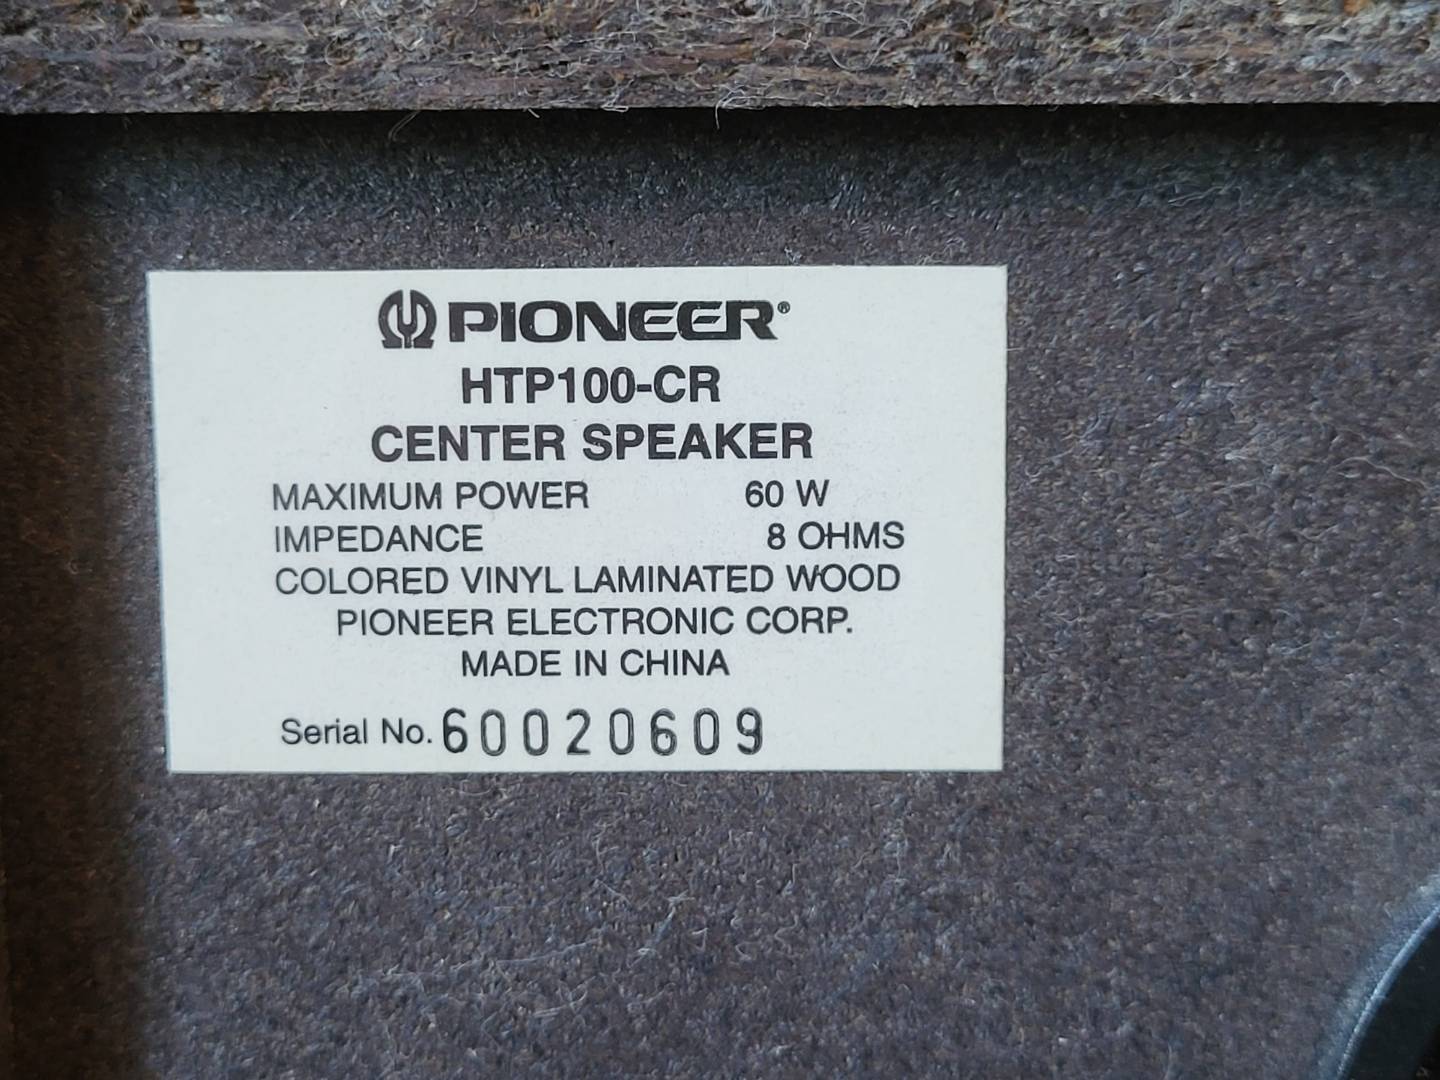 PIONEER®
HTP100-CR
CENTER SPEAKER
MAXIMUM POWER 60 W
IMPEDANCE 8 OHMS
COLORED VINYL LAMINATED WOOD
PIONEER ELECTRONIC CORP.
MADE IN CHINA
Serial No. 60020609